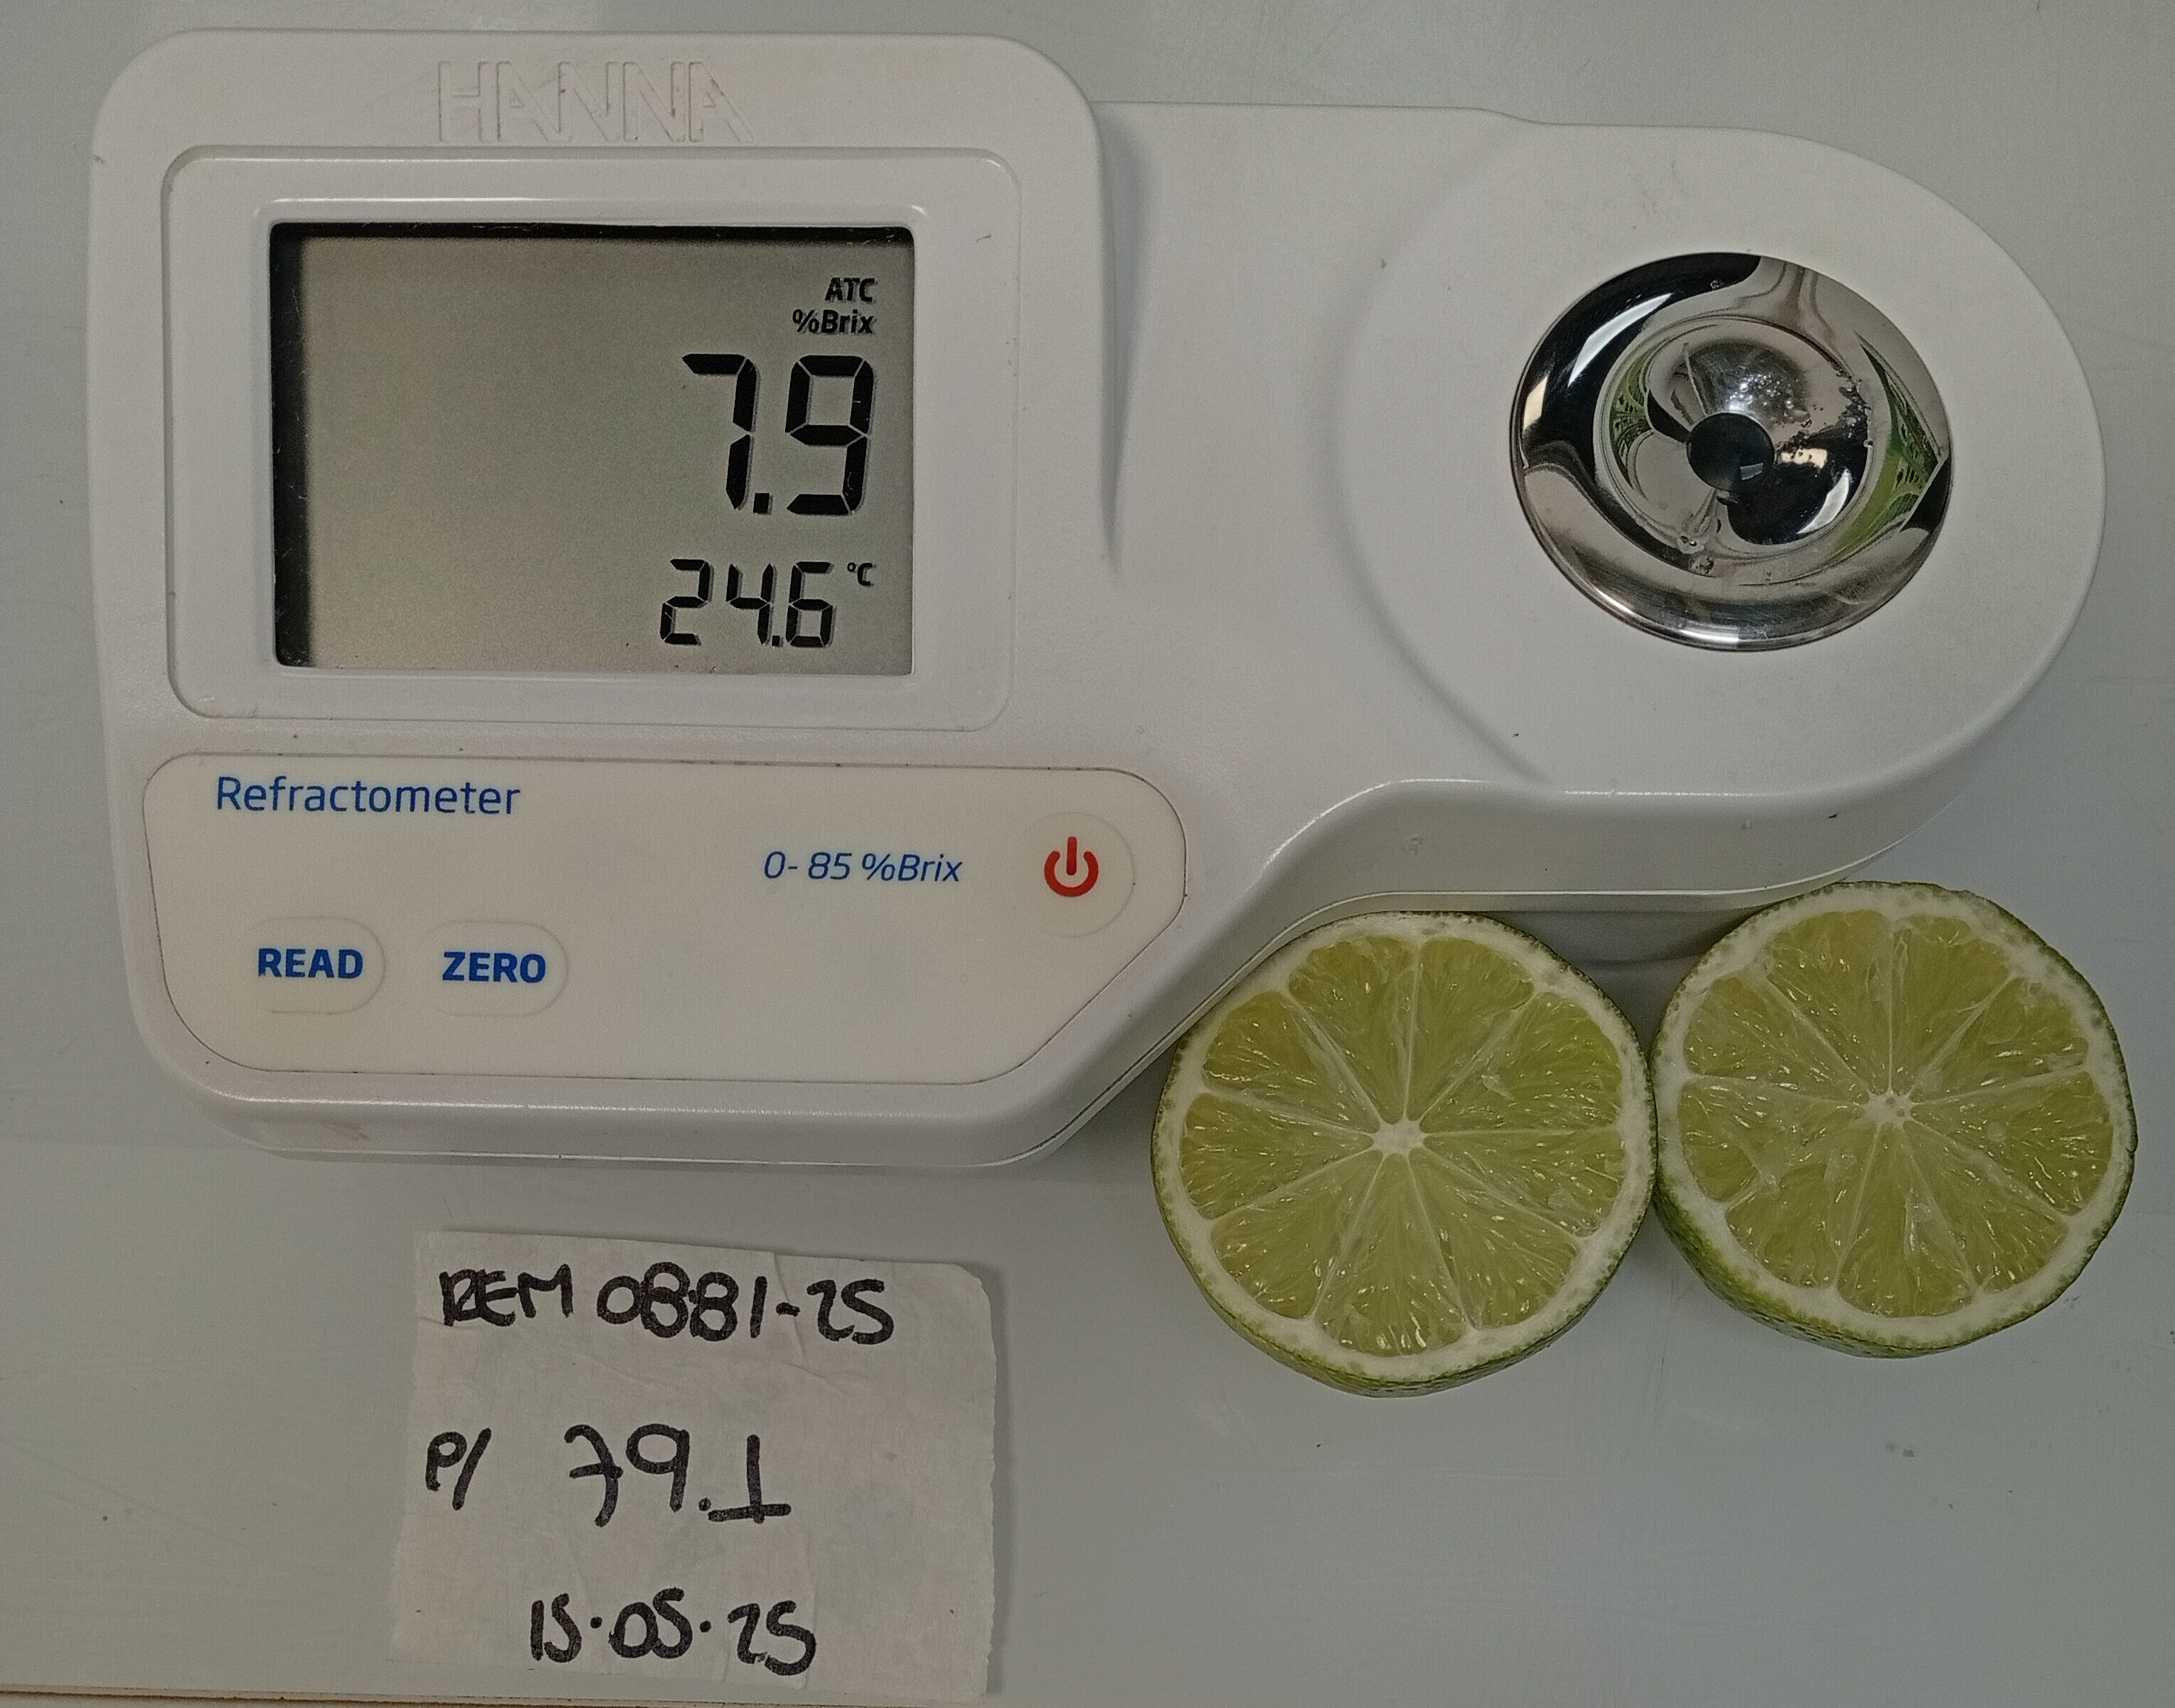 HANNA
ATC
%Brix
7.9
24.6 °C
Refractometer
0-85 %Brix
READ ZERO
REM 0881-25
P/ 79.1
15.05.25